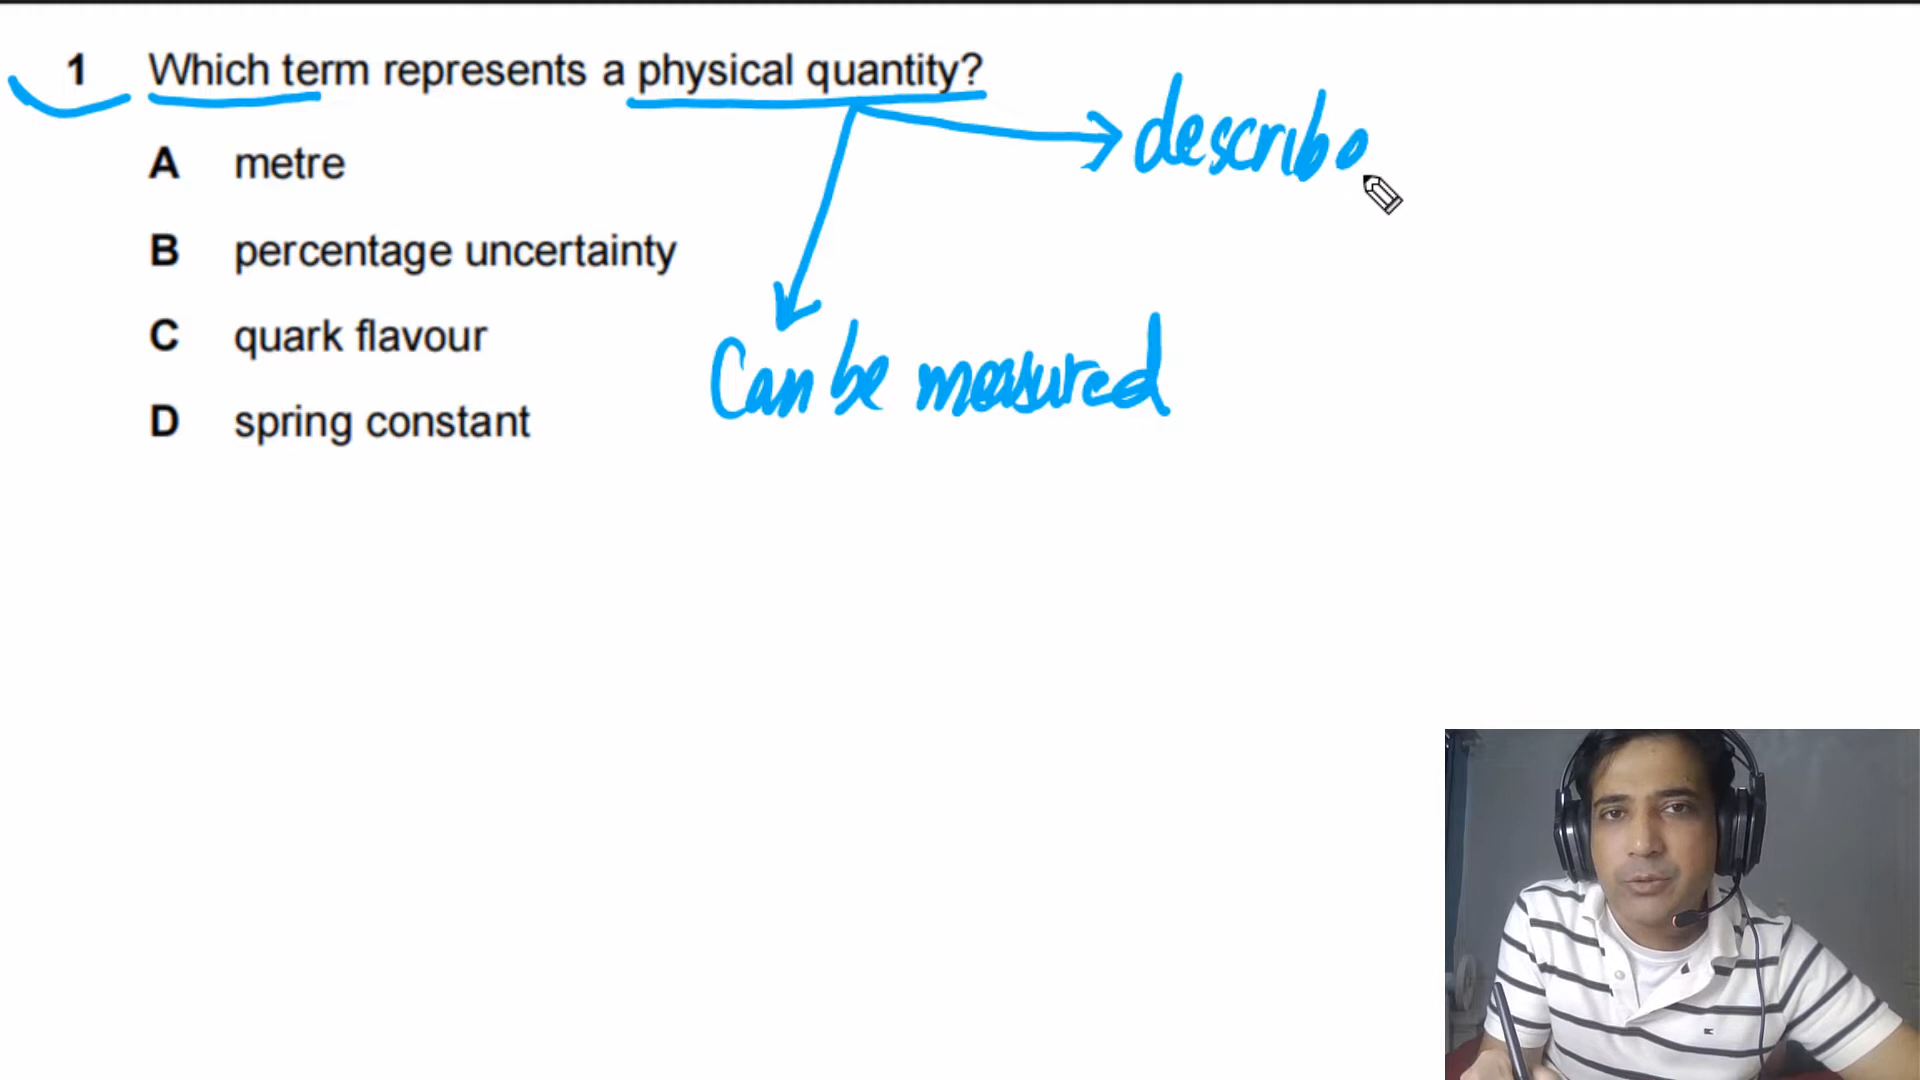 1 Which term represents a physical quantity?
describe
A metre
B percentage uncertainty
C quark flavour
Can be measured
D spring constant